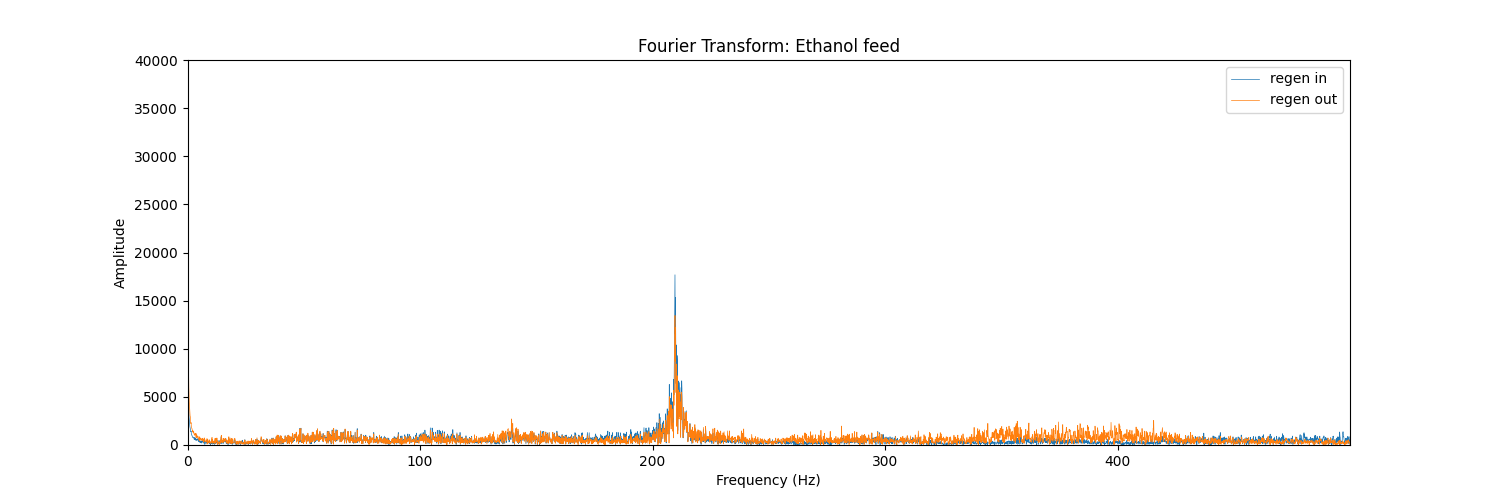 Fourier Transform: Ethanol feed
40000
35000
30000
25000
20000
15000
10000
5000
0
Amplitude
regen in
regen out
0 100 200 300 400
Frequency (Hz)